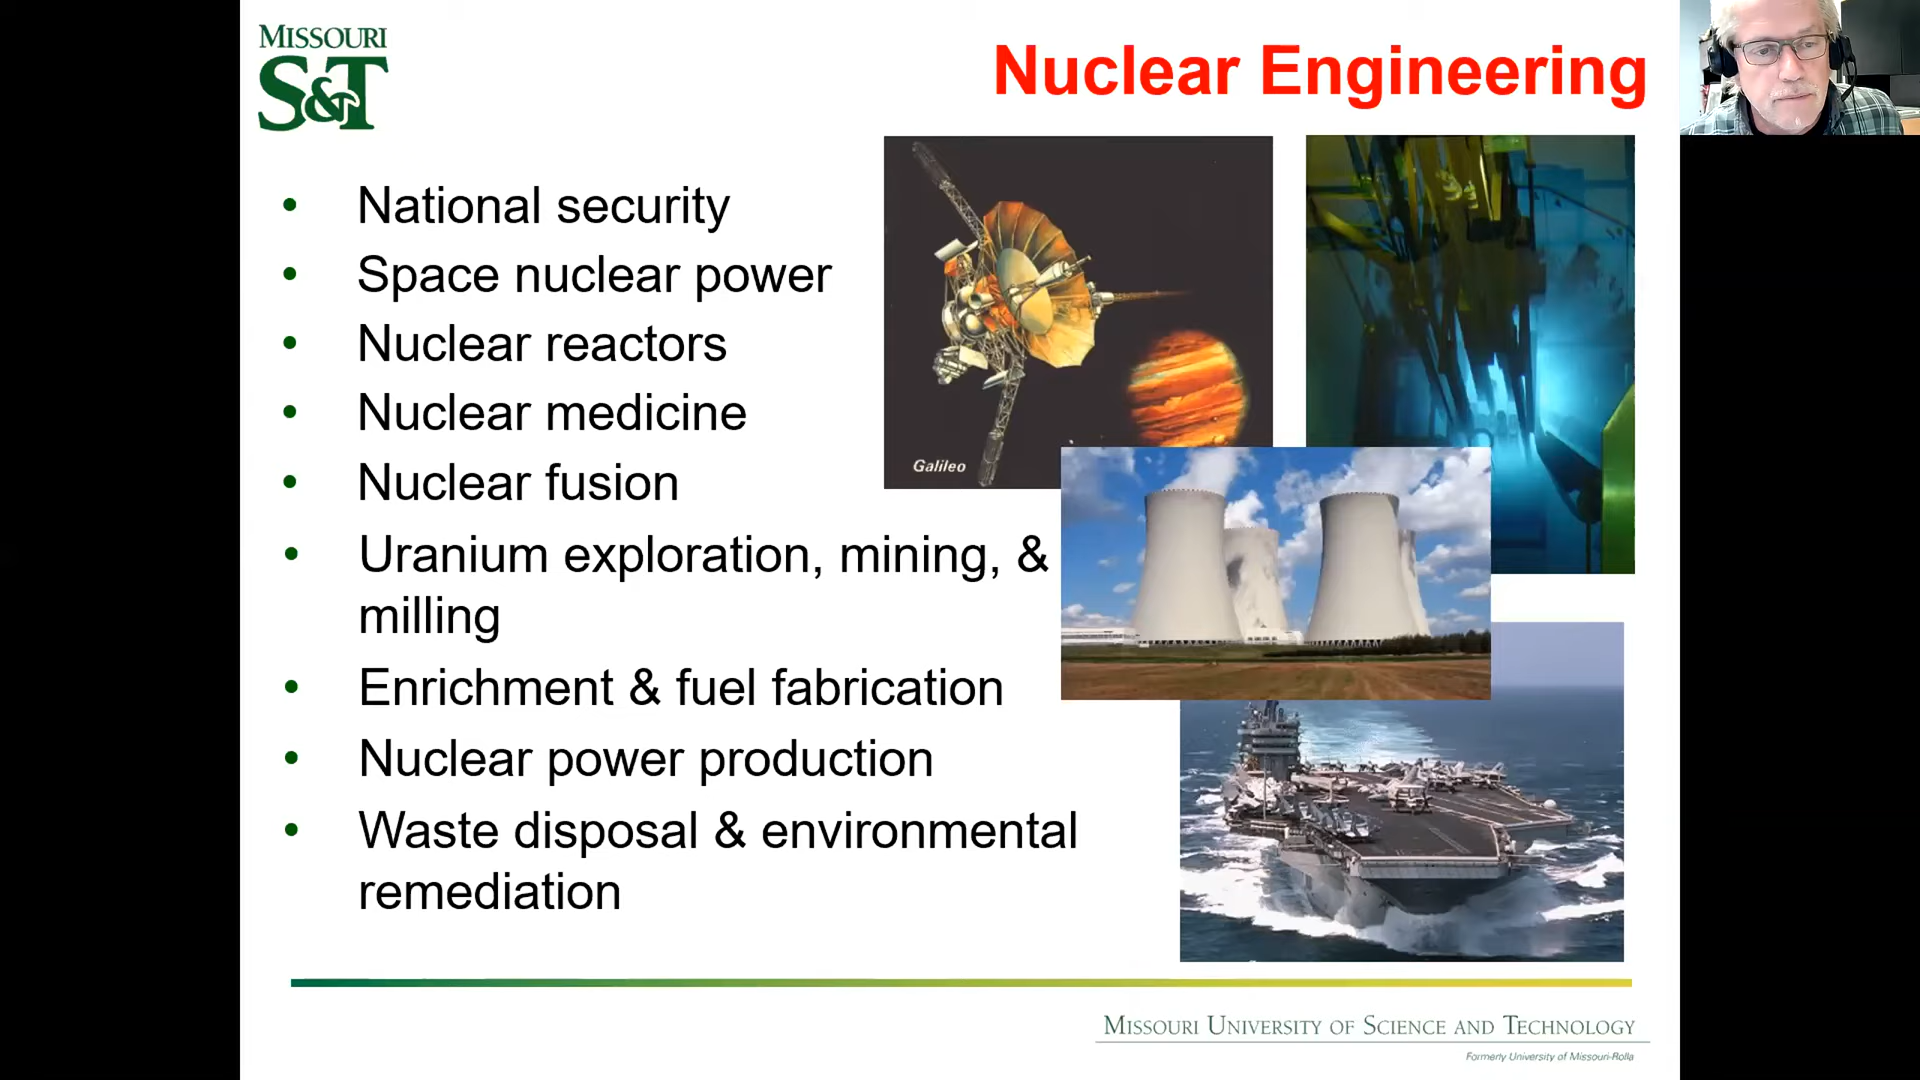 MISSOURI
S&T
Nuclear Engineering
• National security
• Space nuclear power
• Nuclear reactors
• Nuclear medicine
• Nuclear fusion
• Uranium exploration, mining, &
milling
• Enrichment & fuel fabrication
• Nuclear power production
• Waste disposal & environmental
remediation
Galileo
MISSOURI UNIVERSITY OF SCIENCE AND TECHNOLOGY
Formerly University of Missouri-Rolla